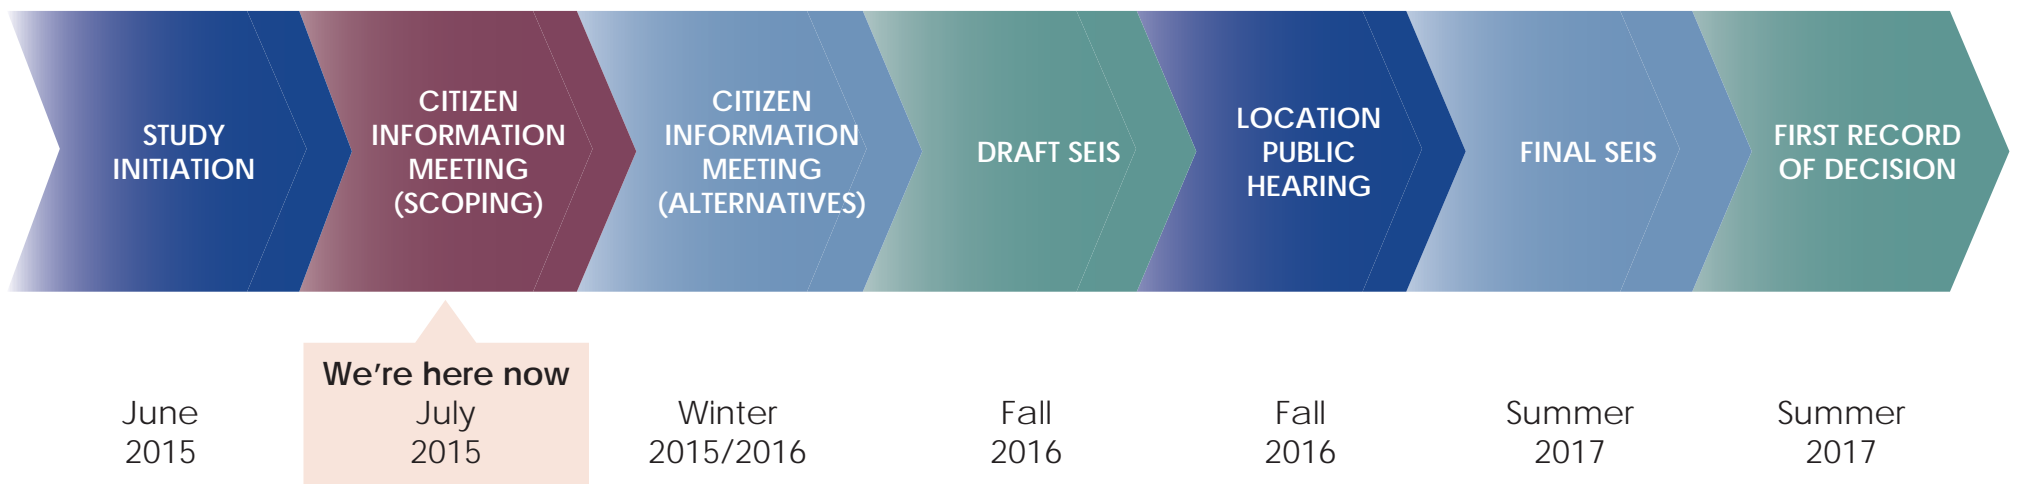 STUDY
INITIATION
CITIZEN
INFORMATION
MEETING
(SCOPING)
CITIZEN
INFORMATION
MEETING
(ALTERNATIVES)
DRAFT SEIS
LOCATION
PUBLIC
HEARING
FINAL SEIS
FIRST RECORD
OF DECISION
June
2015
We're here now
July
2015
Winter
2015/2016
Fall
2016
Fall
2016
Summer
2017
Summer
2017